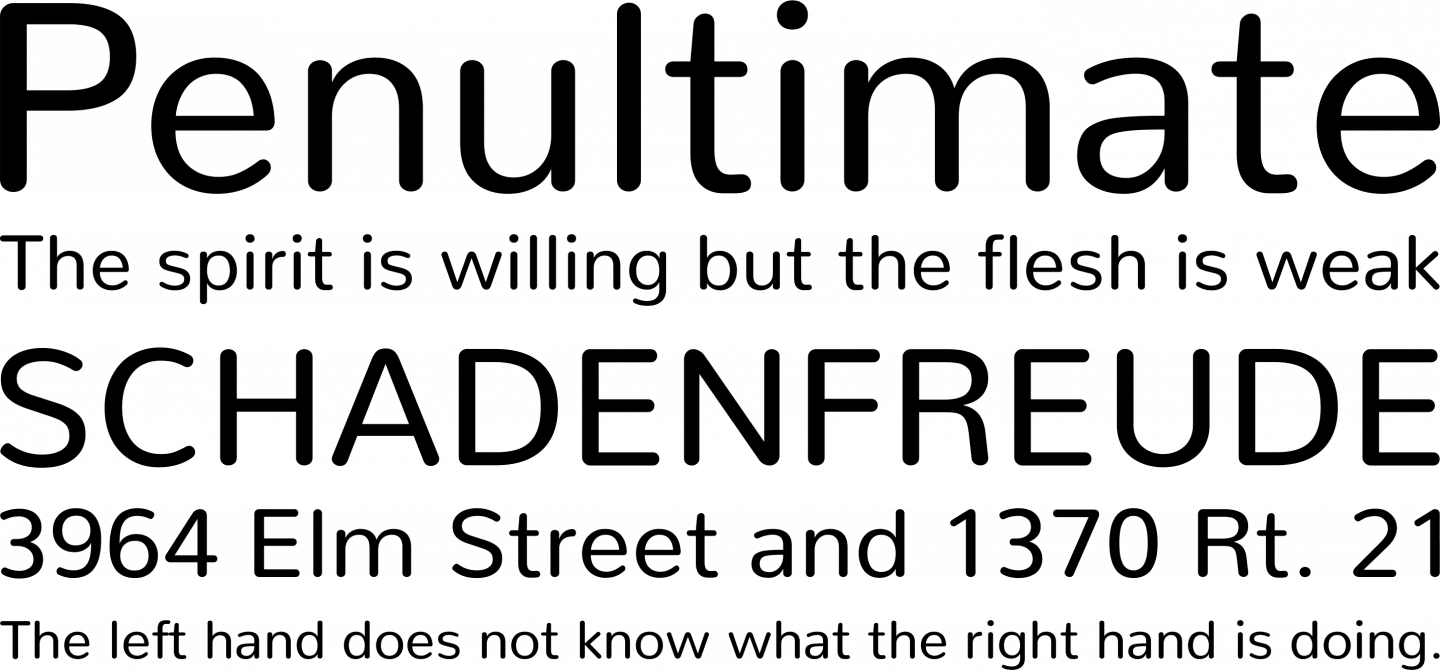 Penultimate
The spirit is willing but the flesh is weak
SCHADENFREUDE
3964 Elm Street and 1370 Rt. 21
The left hand does not know what the right hand is doing.